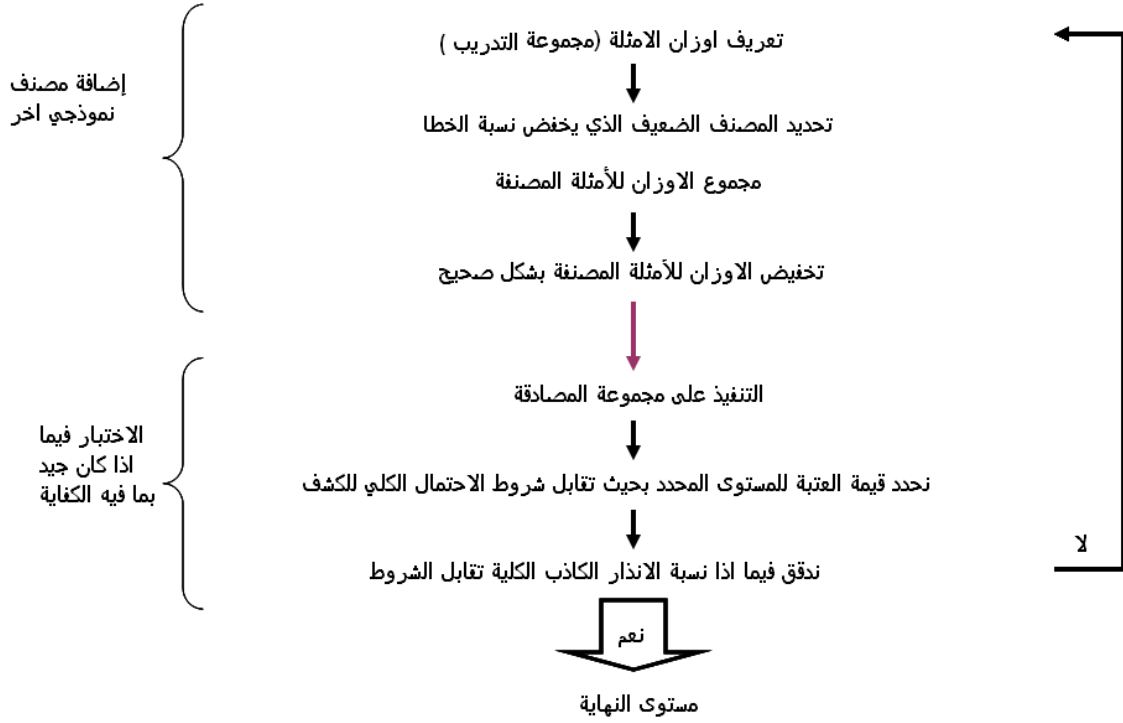 تعريف اوزان الامثلة (مجموعة التدريب )
إضافة مصنف
نموذجي اخر
تحديد المصنف الضعيف الذي يخفض نسبة الخطا
مجموع الاوزان للأمثلة المصنفة
تخفيض الاوزان للأمثلة المصنفة بشكل صحيح
التنفيذ على مجموعة المصادقة
الاختبار فيما
اذا كان جيد
بما فيه الكفاية
نحدد قيمة العتبة للمستوى المحدد بحيث تقابل شروط الاحتمال الكلي للكشف
لا
ندقق فيما اذا نسبة الانذار الكاذب الكلية تقابل الشروط
نعم
مستوى النهاية